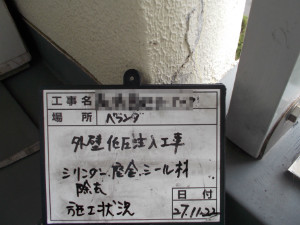 工事名
場所 ベランダ
外壁低圧注入工事
シリンダー、座金、シール材
除去
施工状況
日付
27.11.22